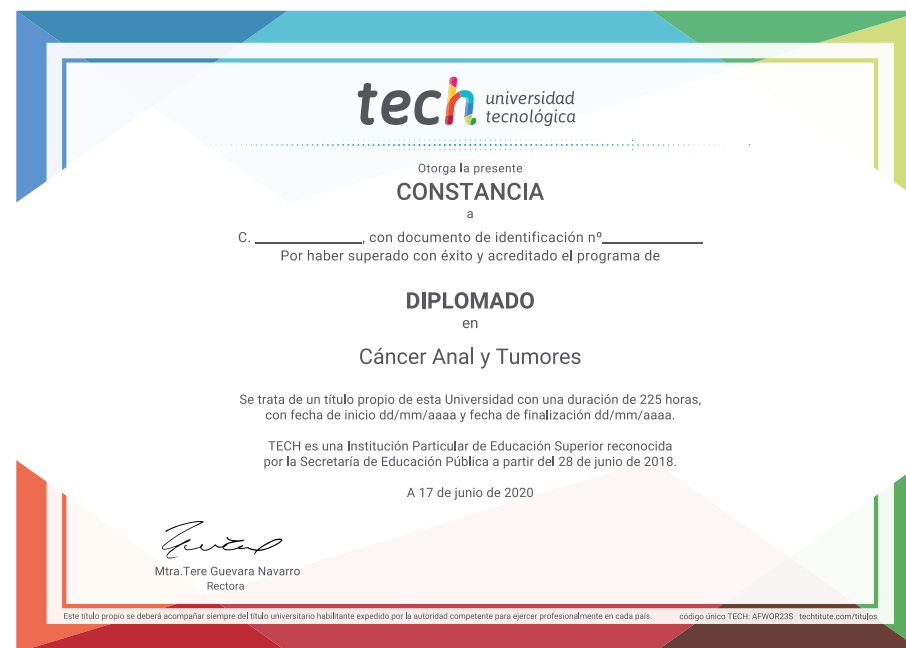 tech universidad
tecnológica
Otorga la presente
CONSTANCIA
a
C. ____________, con documento de identificación nº____________
Por haber superado con éxito y acreditado el programa de
DIPLOMADO
en
Cáncer Anal y Tumores
Se trata de un título propio de esta Universidad con una duración de 225 horas,
con fecha de inicio dd/mm/aaaa y fecha de finalización dd/mm/aaaa.
TECH es una Institución Particular de Educación Superior reconocida
por la Secretaría de Educación Pública a partir del 28 de junio de 2018.
A 17 de junio de 2020
Mtra.Tere Guevara Navarro
Rectora
Este título propio se deberá acompañar siempre del título universitario habilitante expedido por la autoridad competente para ejercer profesionalmente en cada país. código único TECH: AFWOR23S techtitute.com/titulos